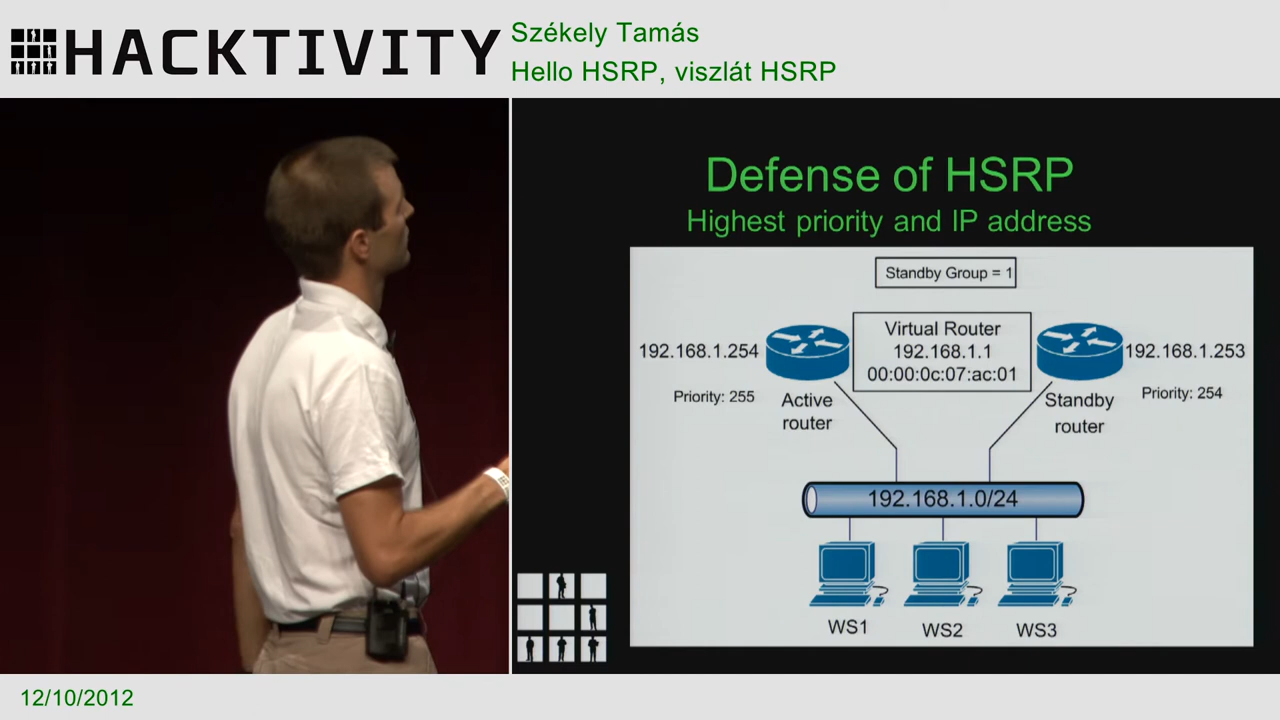 HACKTIVITY
Székely Tamás
Hello HSRP, viszlát HSRP
Defense of HSRP
Highest priority and IP address
Standby Group = 1
Virtual Router
192.168.1.1
00:00:0c:07:ac:01
192.168.1.254
192.168.1.253
Priority: 255
Priority: 254
Active
router
Standby
router
192.168.1.0/24
WS1
WS2
WS3
12/10/2012